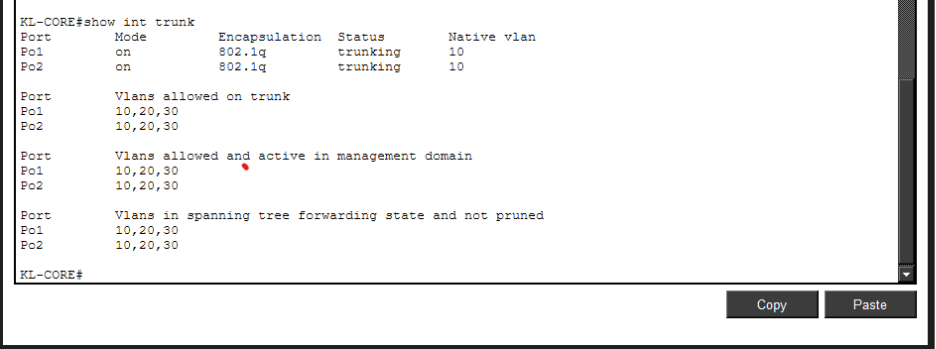 KL-CORE#show int trunk
Port Mode Encapsulation Status Native vlan
Po1 on 802.1q trunking 10
Po2 on 802.1q trunking 10
Port Vlans allowed on trunk
Po1 10,20,30
Po2 10,20,30
Port Vlans allowed and active in management domain
Po1 10,20,30
Po2 10,20,30
Port Vlans in spanning tree forwarding state and not pruned
Po1 10,20,30
Po2 10,20,30
KL-CORE#
Copy Paste